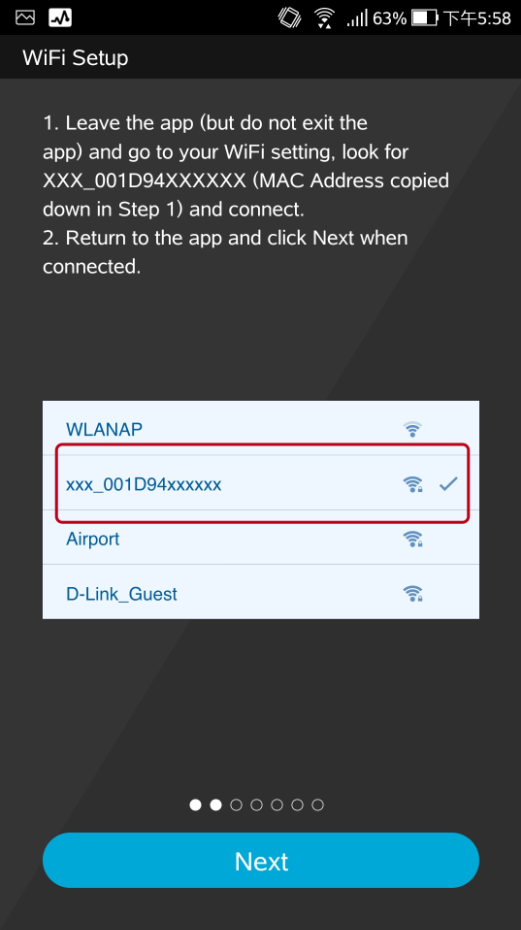 63% 下午5:58
WiFi Setup
1. Leave the app (but do not exit the
app) and go to your WiFi setting, look for
XXX_001D94XXXXXX (MAC Address copied
down in Step 1) and connect.
2. Return to the app and click Next when
connected.
WLANAP
xxx_001D94xxxxxx
Airport
D-Link_Guest
Next